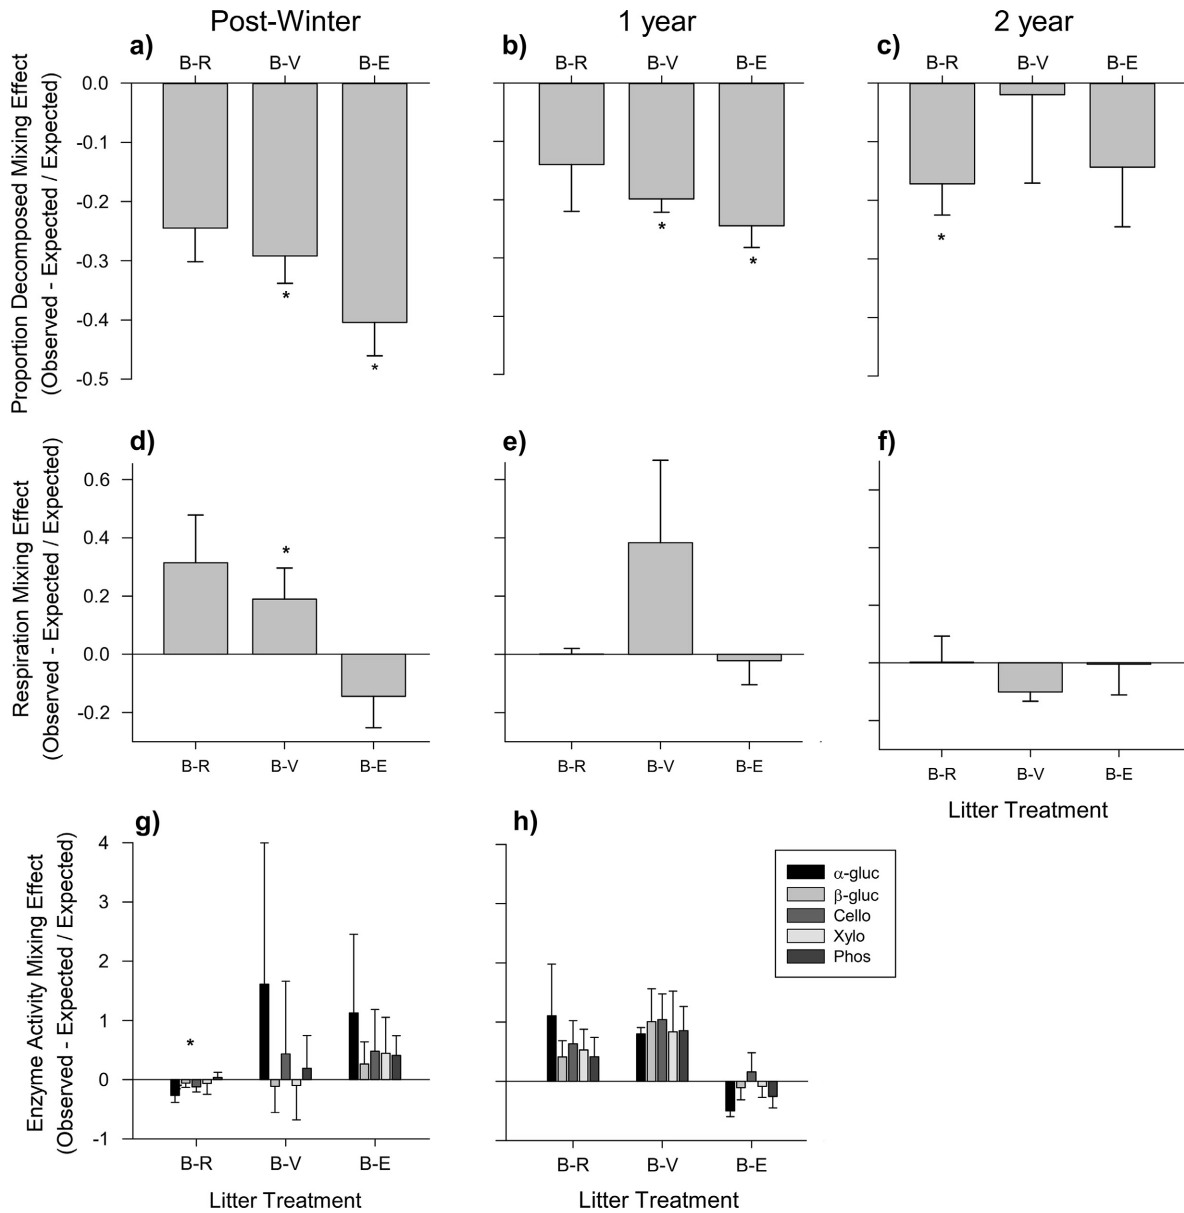 Post-Winter
1 year
2 year
a)
b)
c)
B-R B-V B-E
B-R B-V B-E
B-R B-V B-E
Proportion Decomposed Mixing Effect
(Observed - Expected / Expected)
0.0
-0.1
-0.2
-0.3
-0.4
-0.5
*
*
*
*
*
d)
e)
f)
Respiration Mixing Effect
(Observed - Expected / Expected)
0.6
0.4
0.2
0.0
-0.2
*
B-R B-V B-E
B-R B-V B-E
B-R B-V B-E
Litter Treatment
g)
h)
Enzyme Activity Mixing Effect
(Observed - Expected / Expected)
4
3
2
1
0
-1
*
α-gluc
β-gluc
Cello
Xylo
Phos
B-R B-V B-E
B-R B-V B-E
Litter Treatment
Litter Treatment